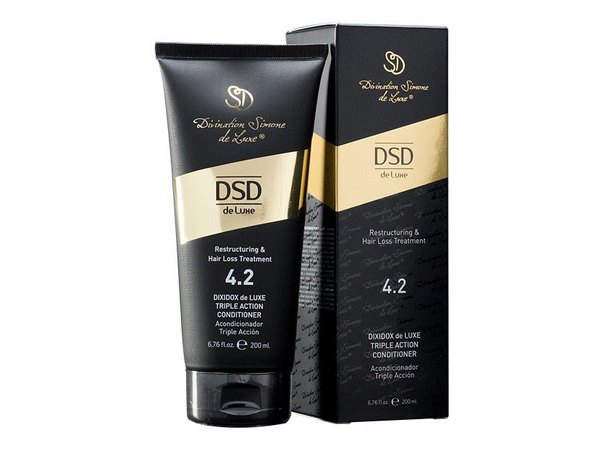 SD
Divination Simone
de Luxe®
DSD
de Luxe
Restructuring &
Hair Loss Treatment
4.2
DIXIDOX de LUXE
TRIPLE ACTION
CONDITIONER
Acondicionador
Triple Acción
6,76 fl.oz. e 200 ml.
SD
Divination Simone
de Luxe®
DSD
de Luxe
Restructuring &
Hair Loss Treatment
4.2
DIXIDOX de LUXE
TRIPLE ACTION
CONDITIONER
Acondicionador
Triple Acción
6,76 fl.oz. e 200 ml.